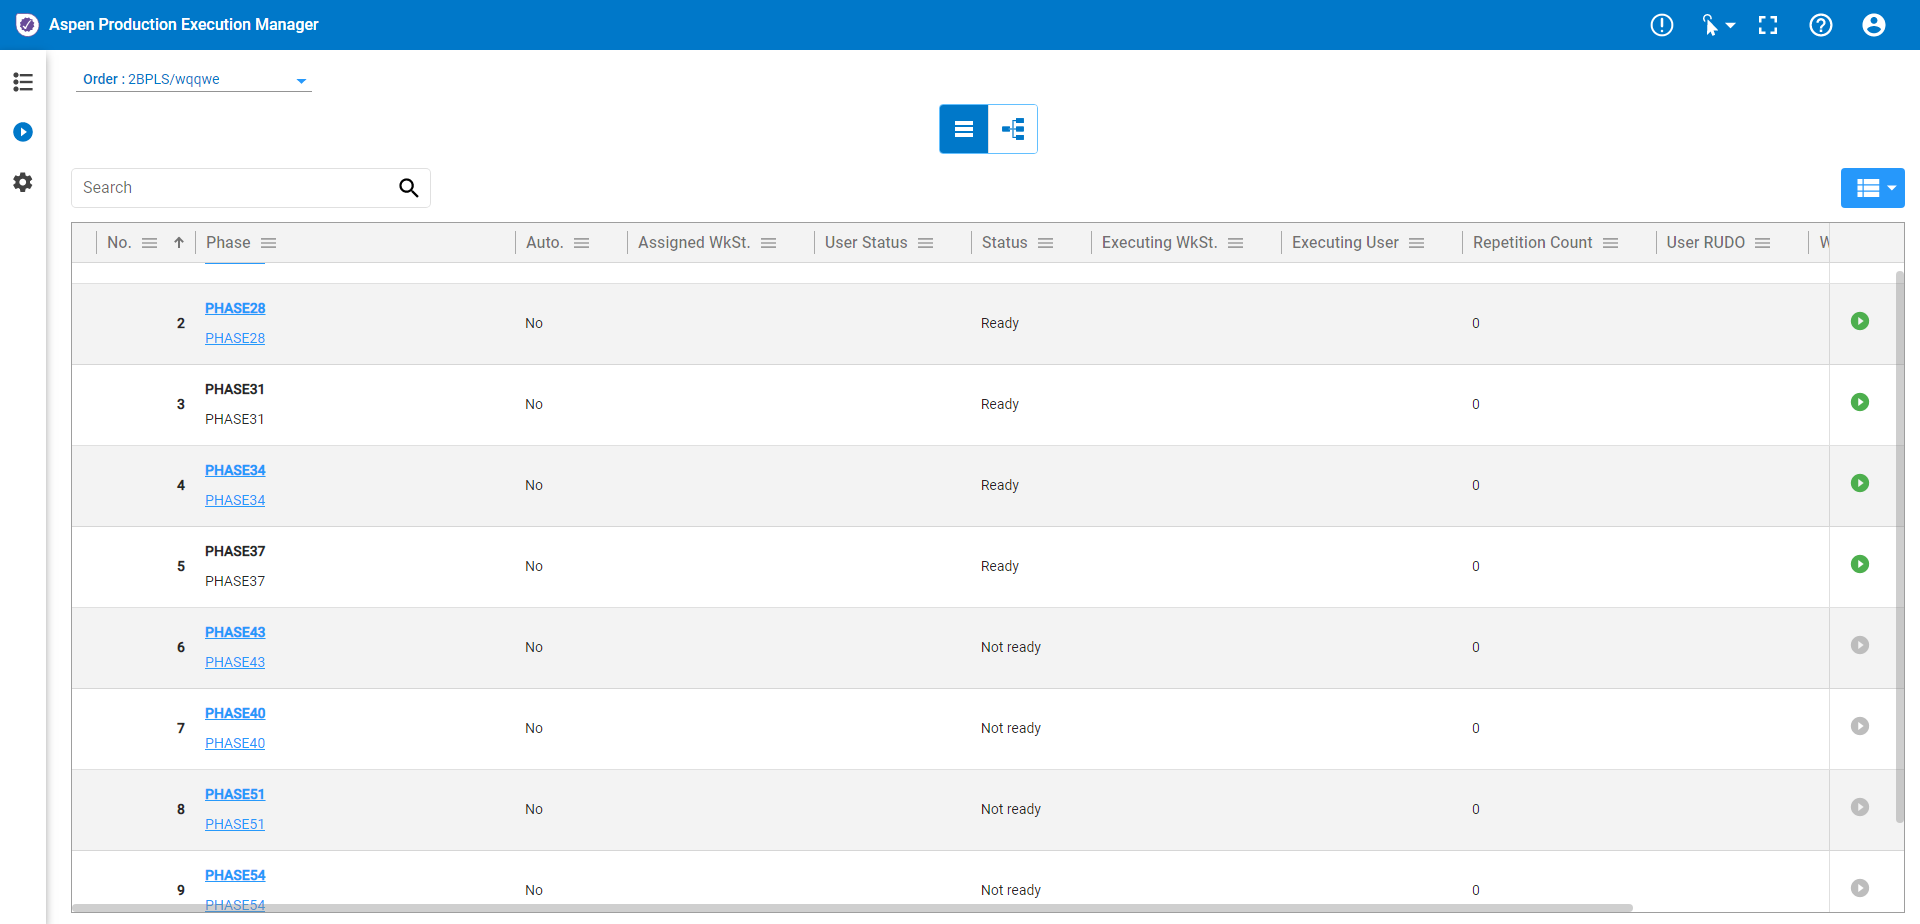 Aspen Production Execution Manager
Order : 2BPLS/wqqwe
Search
No. Phase Auto. Assigned WkSt. User Status Status Executing WkSt. Executing User Repetition Count User RUDO
PHASE28
2 No Ready 0
PHASE28
PHASE31
3 No Ready 0
PHASE31
PHASE34
4 No Ready 0
PHASE34
PHASE37
5 No Ready 0
PHASE37
PHASE43
6 No Not ready 0
PHASE43
PHASE40
7 No Not ready 0
PHASE40
PHASE51
8 No Not ready 0
PHASE51
PHASE54
9 No Not ready 0
PHASE54